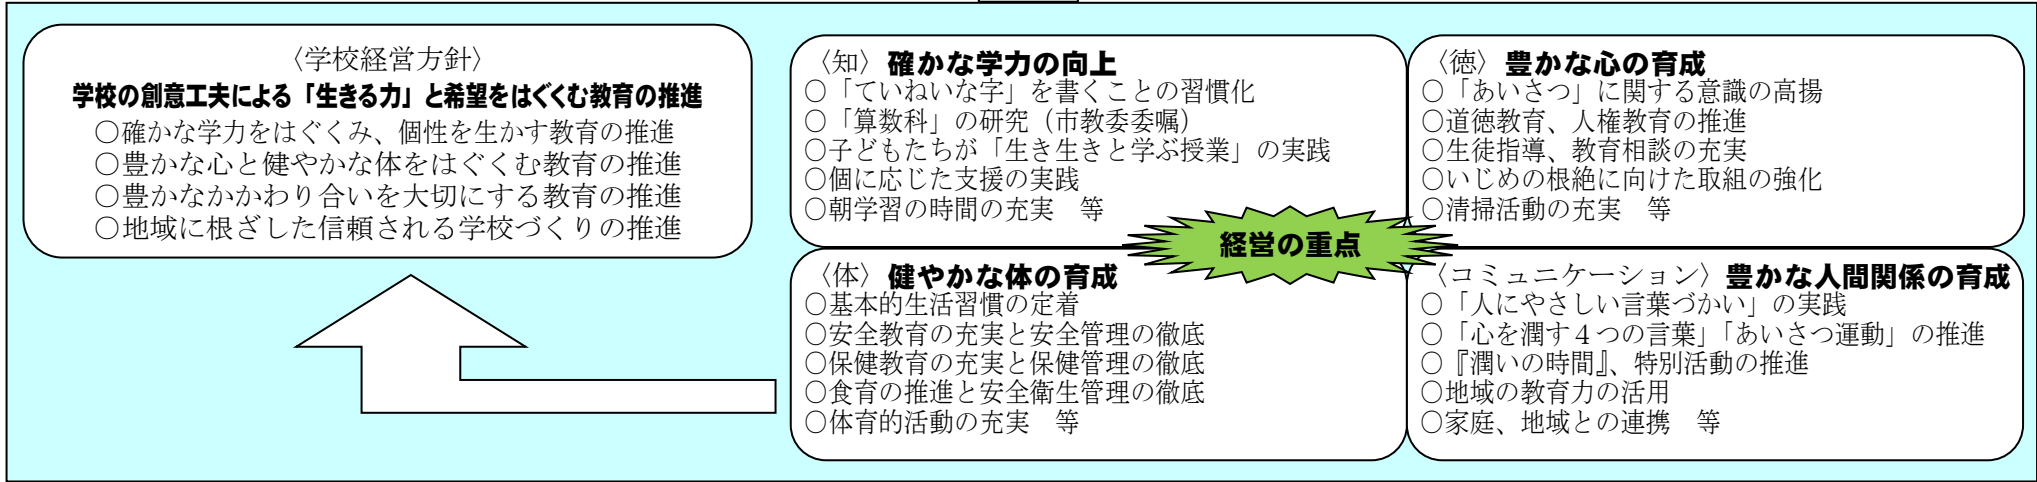 〈学校経営方針〉
学校の創意工夫による「生きる力」と希望をはぐくむ教育の推進
○確かな学力をはぐくみ、個性を生かす教育の推進
○豊かな心と健やかな体をはぐくむ教育の推進
○豊かなかかわり合いを大切にする教育の推進
○地域に根ざした信頼される学校づくりの推進
〈知〉確かな学力の向上
○「ていねいな字」を書くことの習慣化
○「算数科」の研究（市教委委嘱）
○子どもたちが「生き生きと学ぶ授業」の実践
○個に応じた支援の実践
○朝学習の時間の充実　等
〈徳〉豊かな心の育成
○「あいさつ」に関する意識の高揚
○道徳教育、人権教育の推進
○生徒指導、教育相談の充実
○いじめの根絶に向けた取組の強化
○清掃活動の充実　等
経営の重点
〈体〉健やかな体の育成
○基本的生活習慣の定着
○安全教育の充実と安全管理の徹底
○保健教育の充実と保健管理の徹底
○食育の推進と安全衛生管理の徹底
○体育的活動の充実　等
〈コミュニケーション〉豊かな人間関係の育成
○「人にやさしい言葉づかい」の実践
○「心を潤す４つの言葉」「あいさつ運動」の推進
○『潤いの時間』、特別活動の推進
○地域の教育力の活用
○家庭、地域との連携　等